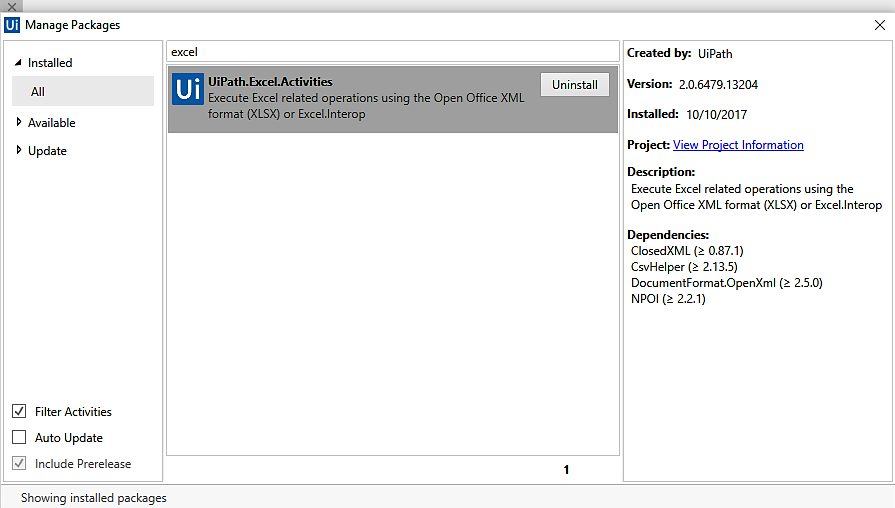 Ui Manage Packages
Installed
All
Available
Update
Filter Activities
Auto Update
Include Prerelease
excel
Ui
UiPath.Excel.Activities
Execute Excel related operations using the Open Office XML
format (XLSX) or Excel.Interop
Uninstall
1
Created by: UiPath
Version: 2.0.6479.13204
Installed: 10/10/2017
Project: View Project Information
Description:
Execute Excel related operations using the
Open Office XML format (XLSX) or Excel.Interop
Dependencies:
ClosedXML (≥ 0.87.1)
CsvHelper (≥ 2.13.5)
DocumentFormat.OpenXml (≥ 2.5.0)
NPOI (≥ 2.2.1)
Showing installed packages